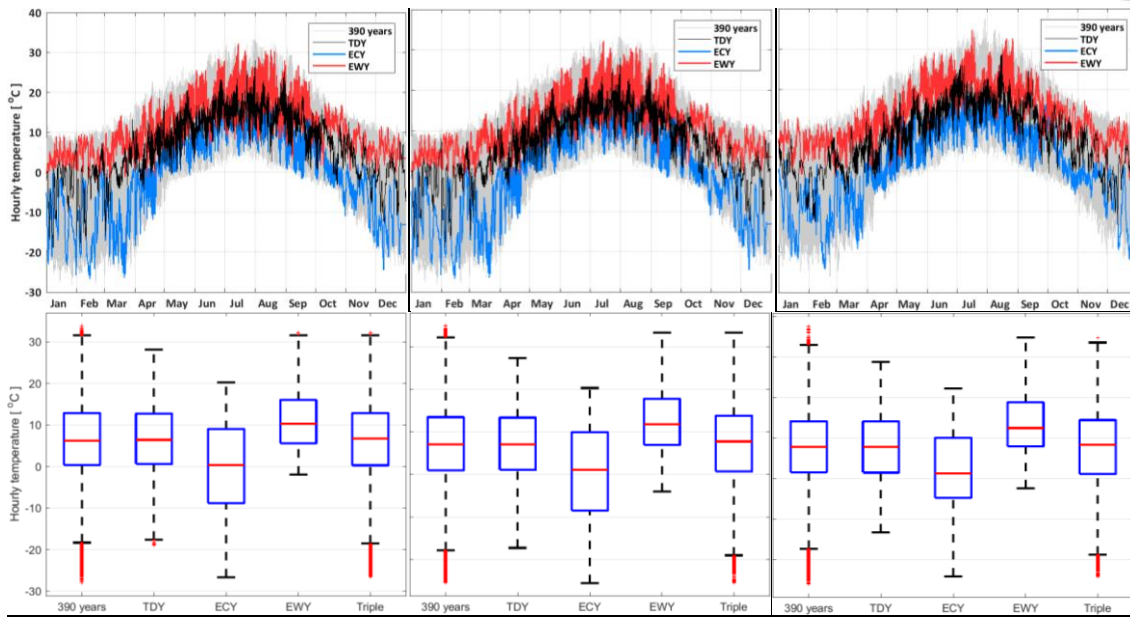 40
30
20
10
0
-10
-20
-30
Hourly temperature [ °C]
390 years
TDY
ECY
EWY
390 years
TDY
ECY
EWY
390 years
TDY
ECY
EWY
Jan Feb Mar Apr May Jun Jul Aug Sep Oct Nov Dec
Jan Feb Mar Apr May Jun Jul Aug Sep Oct Nov Dec
Jan Feb Mar Apr May Jun Jul Aug Sep Oct Nov Dec
30
20
10
0
-10
-20
-30
Hourly temperature [ °C]
390 years TDY ECY EWY Triple
390 years TDY ECY EWY Triple
390 years TDY ECY EWY Triple